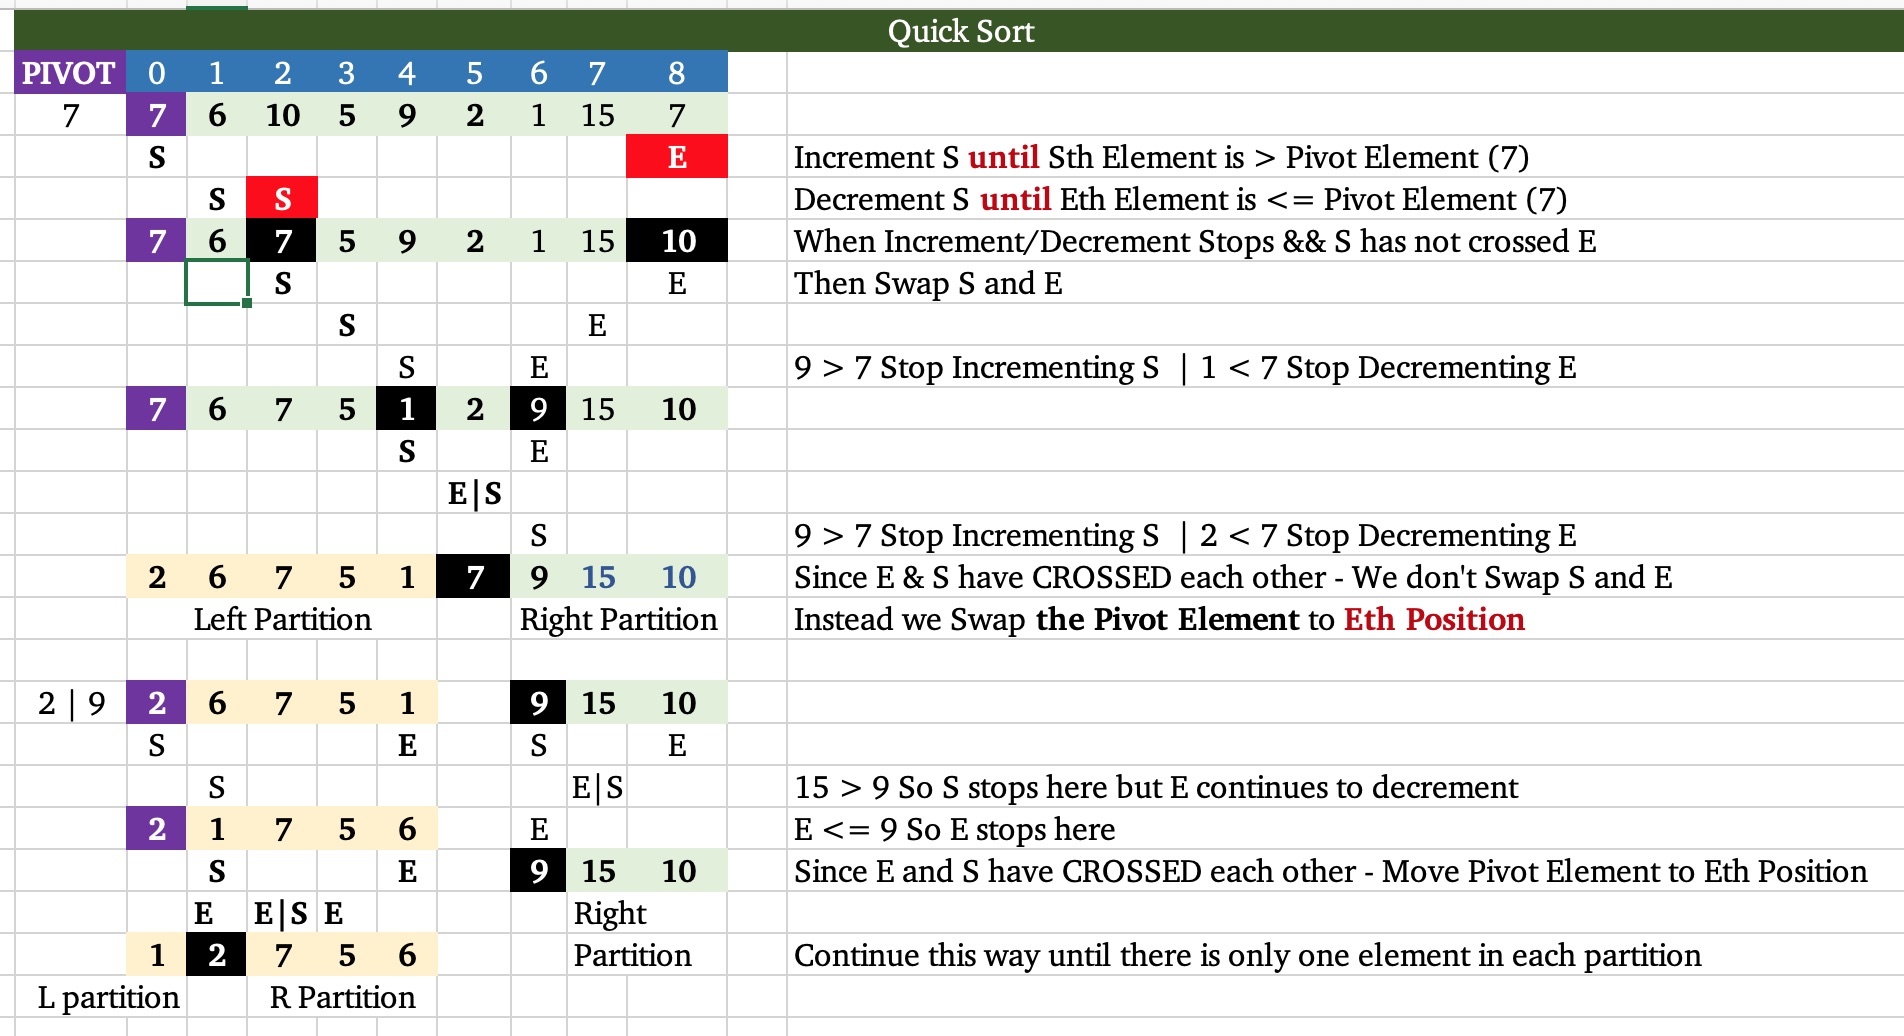 Quick Sort
PIVOT 0 1 2 3 4 5 6 7 8
7 7 6 10 5 9 2 1 15 7
S E Increment S until Sth Element is > Pivot Element (7)
S S Decrement S until Eth Element is <= Pivot Element (7)
7 6 7 5 9 2 1 15 10 When Increment/Decrement Stops && S has not crossed E
S E Then Swap S and E
S E
S E 9 > 7 Stop Incrementing S | 1 < 7 Stop Decrementing E
7 6 7 5 1 2 9 15 10
S E
E|S
S 9 > 7 Stop Incrementing S | 2 < 7 Stop Decrementing E
2 6 7 5 1 7 9 15 10 Since E & S have CROSSED each other - We don't Swap S and E
Left Partition Right Partition Instead we Swap the Pivot Element to Eth Position
2 | 9 2 6 7 5 1 9 15 10
S E S E
S E|S 15 > 9 So S stops here but E continues to decrement
2 1 7 5 6 E E <= 9 So E stops here
S E 9 15 10 Since E and S have CROSSED each other - Move Pivot Element to Eth Position
E E|S E Right
1 2 7 5 6 Partition Continue this way until there is only one element in each partition
L partition R Partition